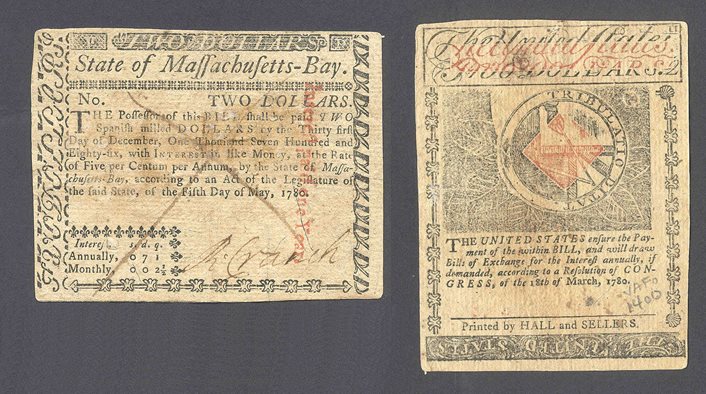 TWO DOLLARS
State of Massachusetts-Bay.
No. TWO DOLLARS.
THE Possessor of this BILL shall be paid TWO
Spanish milled DOLLARS by the Thirty first
Day of December, One Thousand Seven Hundred and
Eighty-six, with INTEREST in like Money, at the Rate
of Five per Centum per Annum, by the State of Massa-
chusetts-Bay, according to an Act of the Legislature of
the said State, of the Fifth Day of May, 1780.
Interest s. d. q.
Annually, 0 7 1
Monthly, 0 0 2½
R. Cranch
The United States.
DOLLARS. 2
TRIBULATIO DITAT
THE UNITED STATES ensure the Pay-
ment of the within BILL, and will draw
Bills of Exchange for the Interest annually, if
demanded, according to a Resolution of CON-
GRESS, of the 18th of March, 1780.
1400
Printed by HALL and SELLERS.
THE UNITED STATES